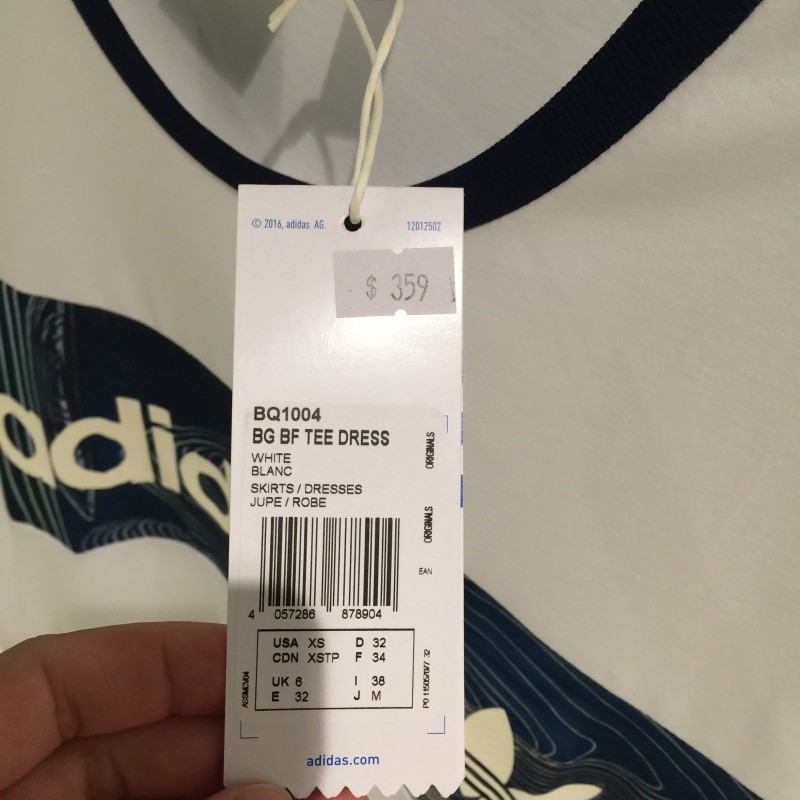 © 2016, adidas AG.
12012502
$ 359
BQ1004
BG BF TEE DRESS
WHITE
BLANC
SKIRTS / DRESSES
JUPE / ROBE
ORIGINALS
ORIGINALS
EAN
4 057286 878904
USA XS D 32
CDN XSTP F 34
UK 6 I 38
E 32 J M
adidas.com
adid